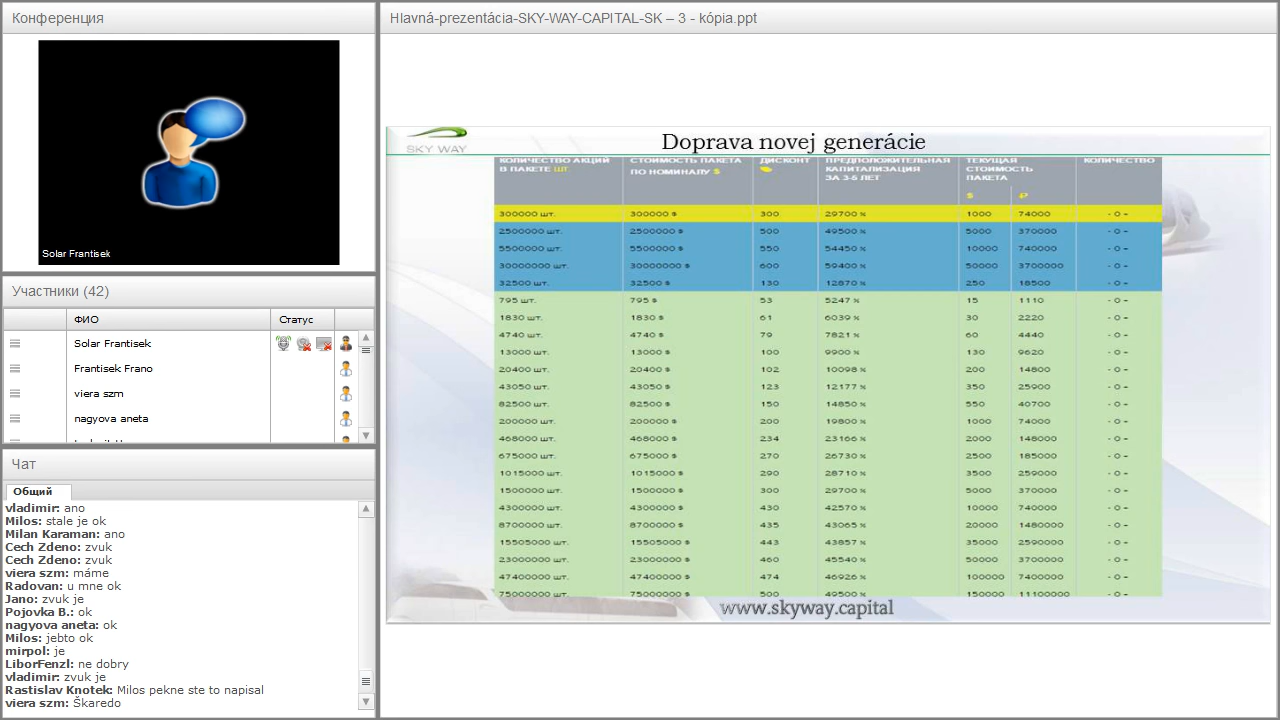 Конференция
Solar Frantisek
Участники (42)
ФИО Статус
Solar Frantisek
Frantisek Frano
viera szm
nagyova aneta
Чат
Общий
vladimir: ano
Milos: stale je ok
Milan Karaman: ano
Cech Zdeno: zvuk
Cech Zdeno: zvuk
viera szm: máme
Radovan: u mne ok
Jano: zvuk je
Pojovka B.: ok
nagyova aneta: ok
Milos: jebto ok
mirpol: je
LiborFenzl: ne dobry
vladimir: zvuk je
Rastislav Knotek: Milos pekne ste to napisal
viera szm: Škaredo
Hlavná-prezentácia-SKY-WAY-CAPITAL-SK – 3 - kópia.ppt
SKY WAY
Doprava novej generácie
КОЛИЧЕСТВО АКЦИЙ В ПАКЕТЕ ШТ. СТОИМОСТЬ ПАКЕТА ПО НОМИНАЛУ $ ДИСКОНТ ПРЕДПОЛОЖИТЕЛЬНАЯ КАПИТАЛИЗАЦИЯ ЗА 3-5 ЛЕТ ТЕКУЩАЯ СТОИМОСТЬ ПАКЕТА КОЛИЧЕСТВО
$ ₽
300000 шт. 300000 $ 300 29700 % 1000 74000 - 0 +
2500000 шт. 2500000 $ 500 49500 % 5000 370000 - 0 +
5500000 шт. 5500000 $ 550 54450 % 10000 740000 - 0 +
30000000 шт. 30000000 $ 600 59400 % 50000 3700000 - 0 +
32500 шт. 32500 $ 130 12870 % 250 18500 - 0 +
795 шт. 795 $ 53 5247 % 15 1110 - 0 +
1830 шт. 1830 $ 61 6039 % 30 2220 - 0 +
4740 шт. 4740 $ 79 7821 % 60 4440 - 0 +
13000 шт. 13000 $ 100 9900 % 130 9620 - 0 +
20400 шт. 20400 $ 102 10098 % 200 14800 - 0 +
43050 шт. 43050 $ 123 12177 % 350 25900 - 0 +
82500 шт. 82500 $ 150 14850 % 550 40700 - 0 +
200000 шт. 200000 $ 200 19800 % 1000 74000 - 0 +
468000 шт. 468000 $ 234 23166 % 2000 148000 - 0 +
675000 шт. 675000 $ 270 26730 % 2500 185000 - 0 +
1015000 шт. 1015000 $ 290 28710 % 3500 259000 - 0 +
1500000 шт. 1500000 $ 300 29700 % 5000 370000 - 0 +
4300000 шт. 4300000 $ 430 42570 % 10000 740000 - 0 +
8700000 шт. 8700000 $ 435 43065 % 20000 1480000 - 0 +
15505000 шт. 15505000 $ 443 43857 % 35000 2590000 - 0 +
23000000 шт. 23000000 $ 460 45540 % 50000 3700000 - 0 +
47400000 шт. 47400000 $ 474 46926 % 100000 7400000 - 0 +
75000000 шт. 75000000 $ 500 49500 % 150000 11100000 - 0 +
www.skyway.capital